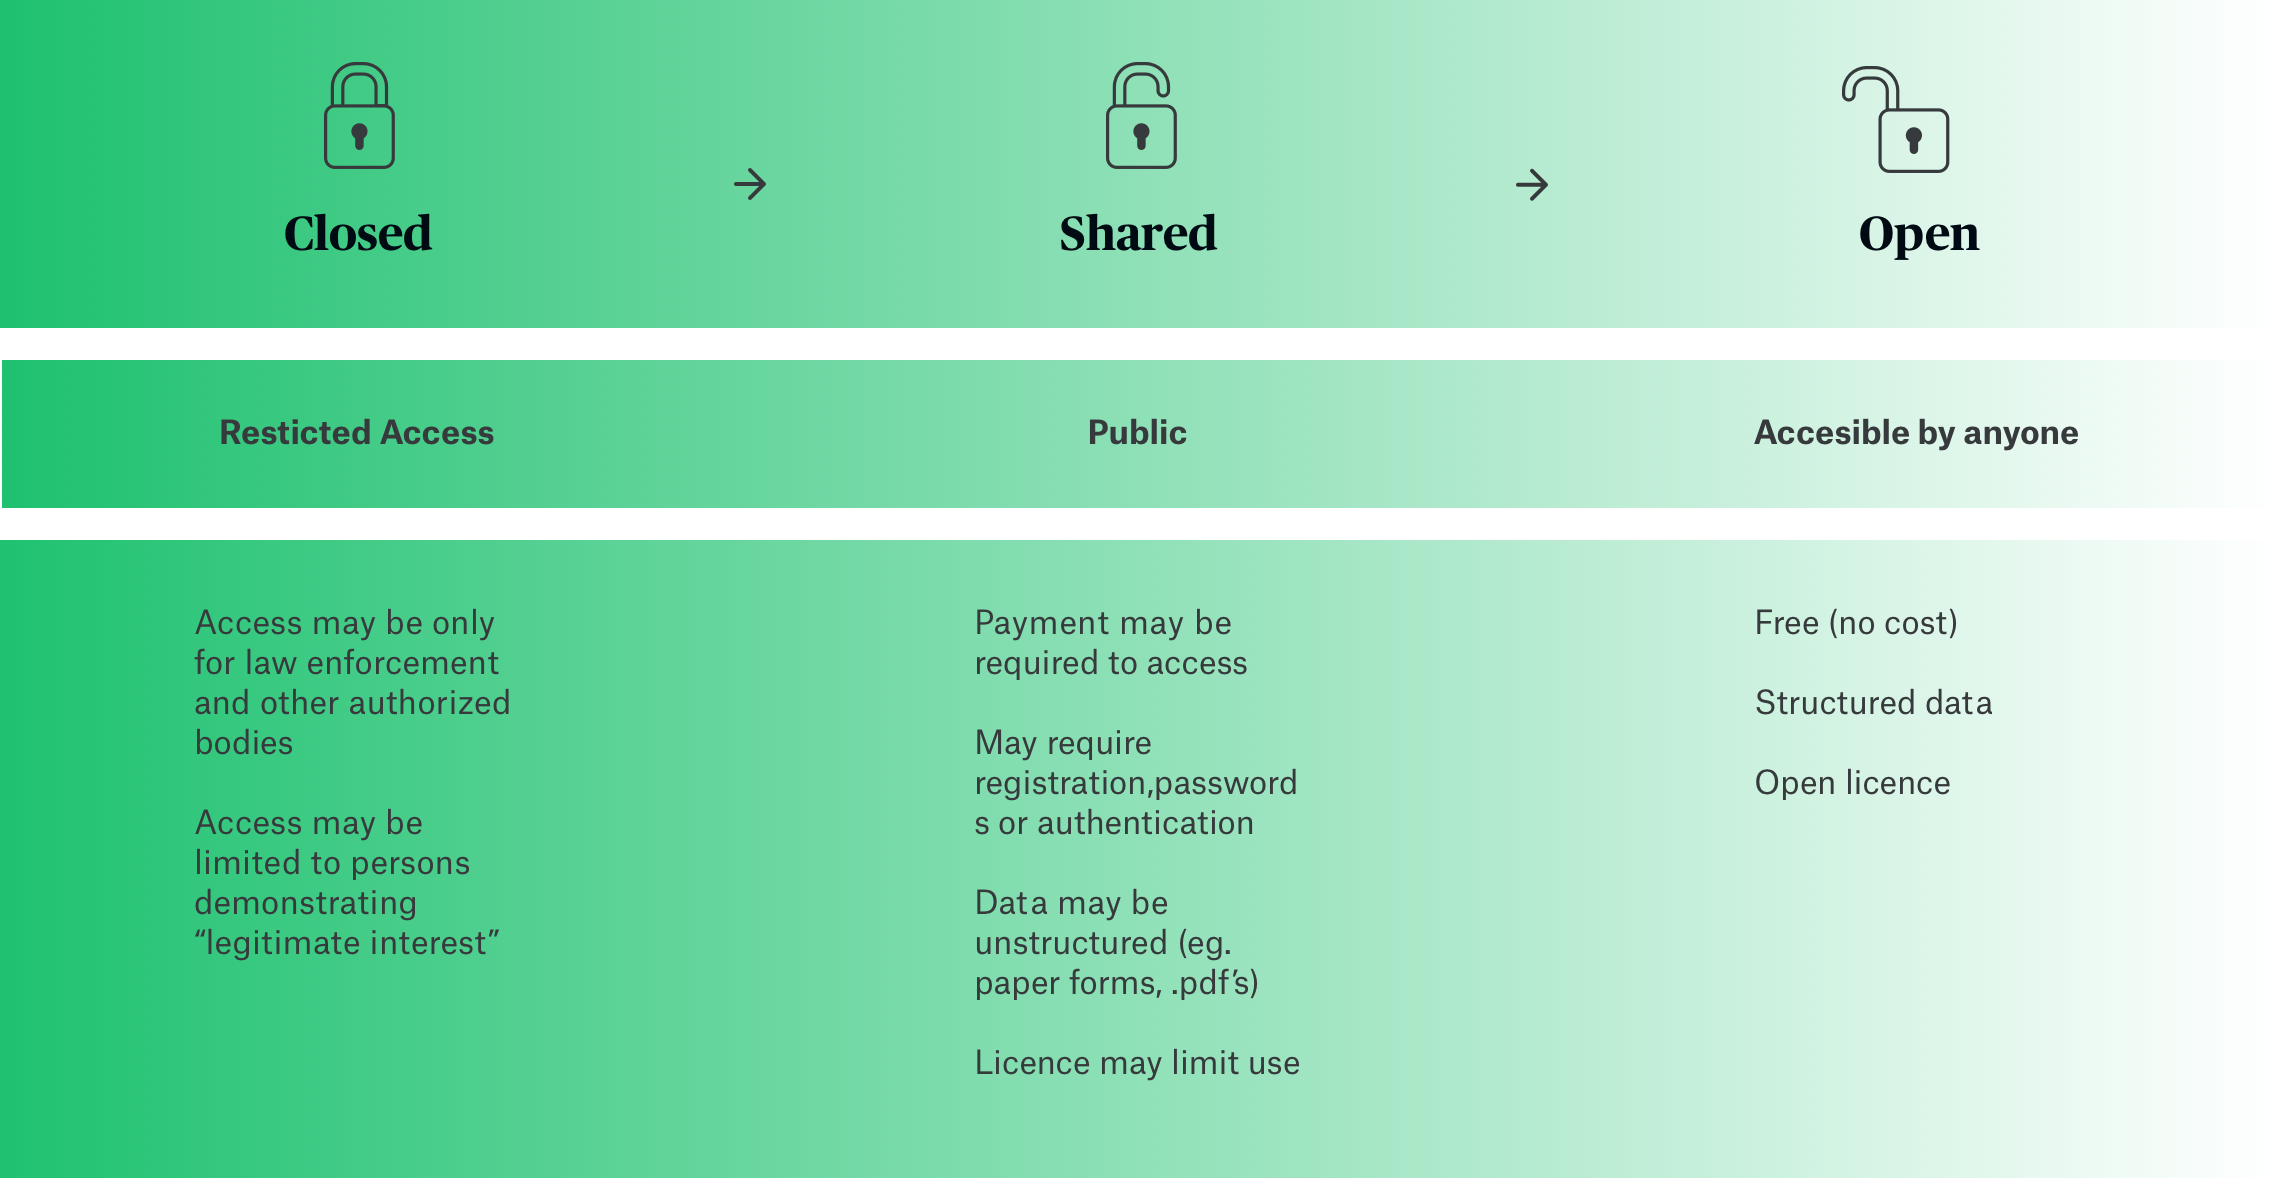 Closed
Shared
Open
Resticted Access
Public
Accesible by anyone
Access may be only
for law enforcement
and other authorized
bodies
Access may be
limited to persons
demonstrating
“legitimate interest”
Payment may be
required to access
May require
registration,password
s or authentication
Data may be
unstructured (eg.
paper forms, .pdf’s)
Licence may limit use
Free (no cost)
Structured data
Open licence